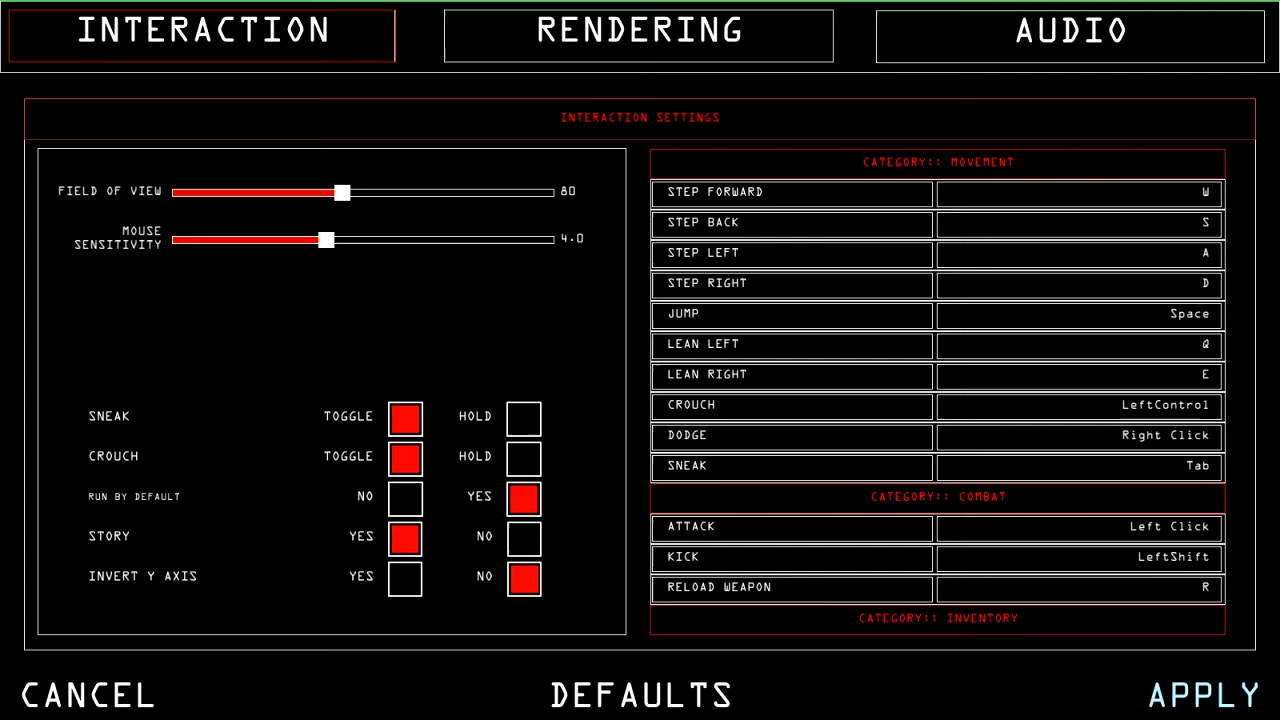 INTERACTION RENDERING AUDIO
INTERACTION SETTINGS
FIELD OF VIEW 80
MOUSE
SENSITIVITY 4.0
SNEAK TOGGLE HOLD
CROUCH TOGGLE HOLD
RUN BY DEFAULT NO YES
STORY YES NO
INVERT Y AXIS YES NO
CATEGORY:: MOVEMENT
STEP FORWARD W
STEP BACK S
STEP LEFT A
STEP RIGHT D
JUMP Space
LEAN LEFT Q
LEAN RIGHT E
CROUCH LeftControl
DODGE Right Click
SNEAK Tab
CATEGORY:: COMBAT
ATTACK Left Click
KICK LeftShift
RELOAD WEAPON R
CATEGORY:: INVENTORY
CANCEL DEFAULTS APPLY